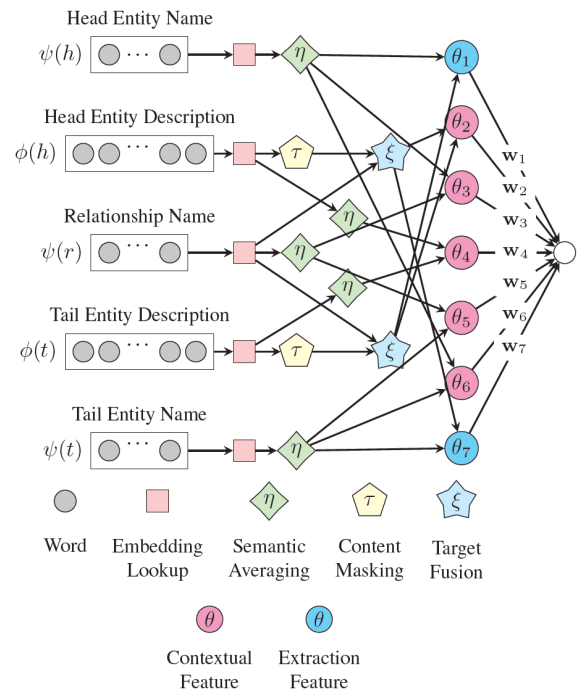 Head Entity Name
ψ(h) ··· η θ1
Head Entity Description
θ2
ϕ(h) ··· τ ξ
w1
w2
θ3
Relationship Name
η
w3
ψ(r) ··· η θ4 w4
η
w5
Tail Entity Description
θ5
w6
ϕ(t) ··· τ ξ
w7
θ6
Tail Entity Name
ψ(t) ··· η θ7
η τ ξ
Word Embedding Lookup Semantic Averaging Content Masking Target Fusion
θ θ
Contextual Feature Extraction Feature